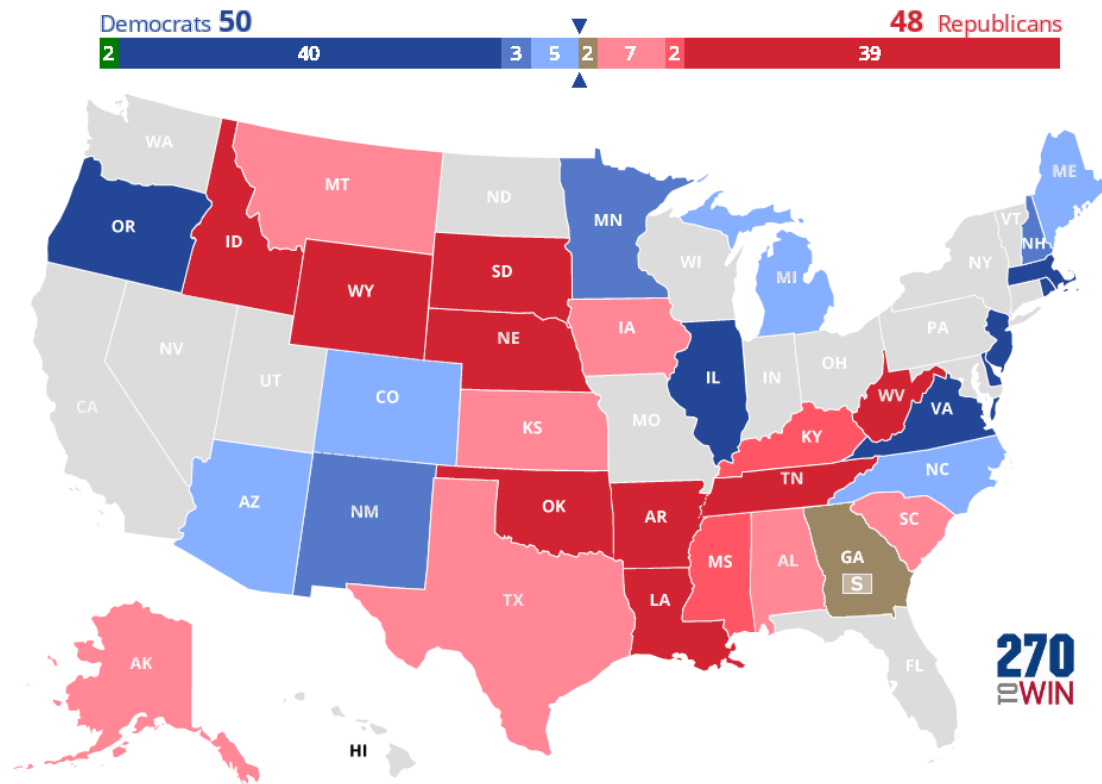 Democrats 50
48 Republicans
2 40 3 5 2 7 2 39
WA
MT
ND
MN
ME
VT
NH
OR
ID
WY
SD
WI
MI
NY
NE
IA
PA
NV
UT
CO
IL
IN
OH
WV
VA
CA
KS
MO
KY
NC
AZ
NM
OK
AR
TN
SC
MS
AL
GA
S
TX
LA
AK
FL
HI
270
TO WIN